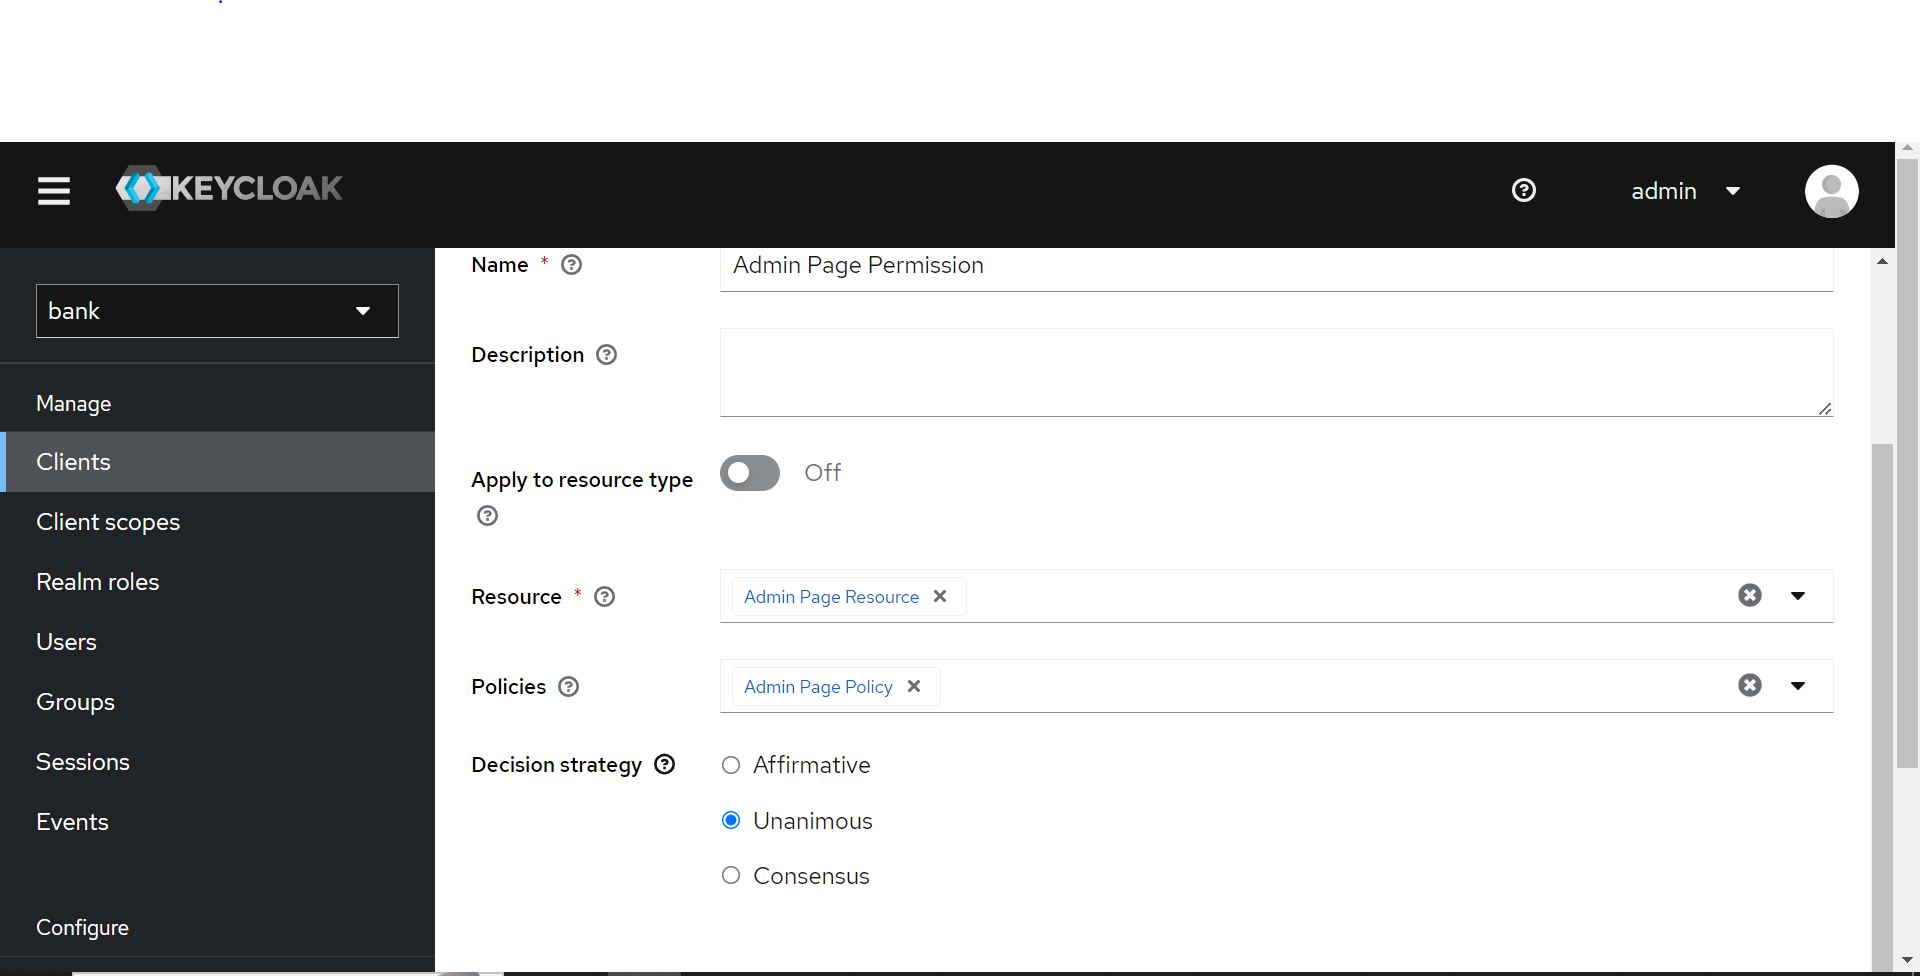 KEYCLOAK
admin
bank
Manage
Clients
Client scopes
Realm roles
Users
Groups
Sessions
Events
Configure
Name *
Admin Page Permission
Description
Apply to resource type
Off
Resource *
Admin Page Resource
Policies
Admin Page Policy
Decision strategy
Affirmative
Unanimous
Consensus